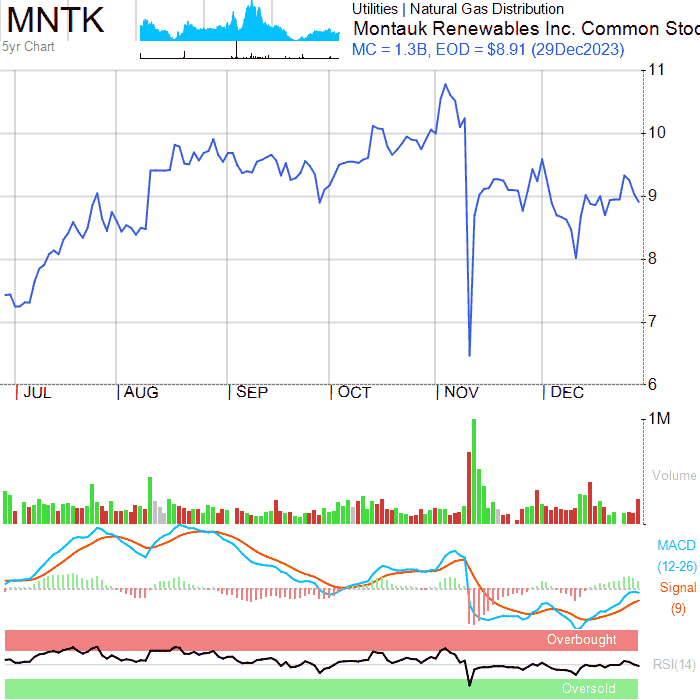 MNTK
5yr Chart
Utilities | Natural Gas Distribution
Montauk Renewables Inc. Common Stoc
MC = 1.3B, EOD = $8.91 (29Dec2023)
11
10
9
8
7
6
JUL
AUG
SEP
OCT
NOV
DEC
1M
Volume
MACD
(12-26)
Signal
(9)
Overbought
RSI(14)
Oversold